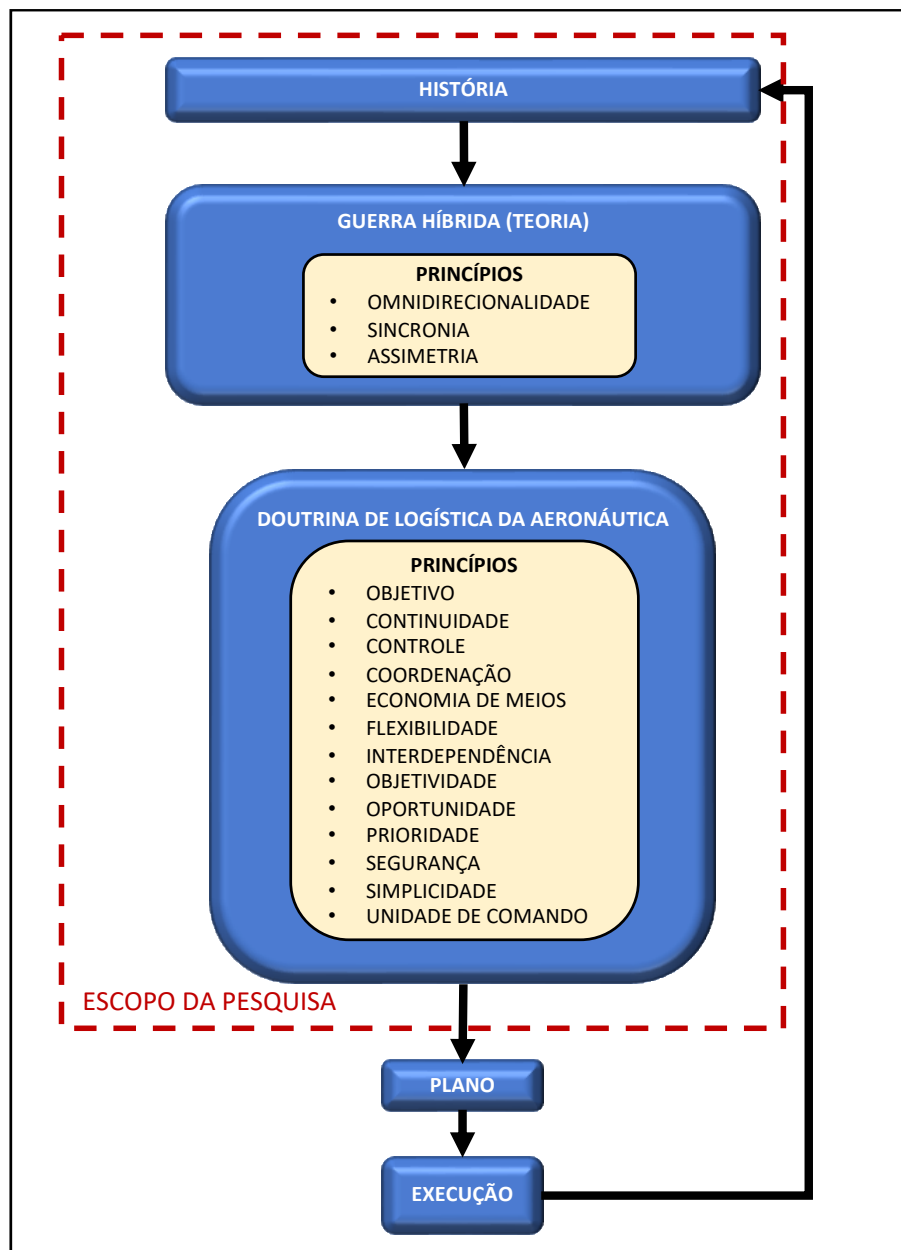 HISTÓRIA
GUERRA HÍBRIDA (TEORIA)
PRINCÍPIOS
• OMNIDIRECIONALIDADE
• SINCRONIA
• ASSIMETRIA
DOUTRINA DE LOGÍSTICA DA AERONÁUTICA
PRINCÍPIOS
• OBJETIVO
• CONTINUIDADE
• CONTROLE
• COORDENAÇÃO
• ECONOMIA DE MEIOS
• FLEXIBILIDADE
• INTERDEPENDÊNCIA
• OBJETIVIDADE
• OPORTUNIDADE
• PRIORIDADE
• SEGURANÇA
• SIMPLICIDADE
• UNIDADE DE COMANDO
ESCOPO DA PESQUISA
PLANO
EXECUÇÃO